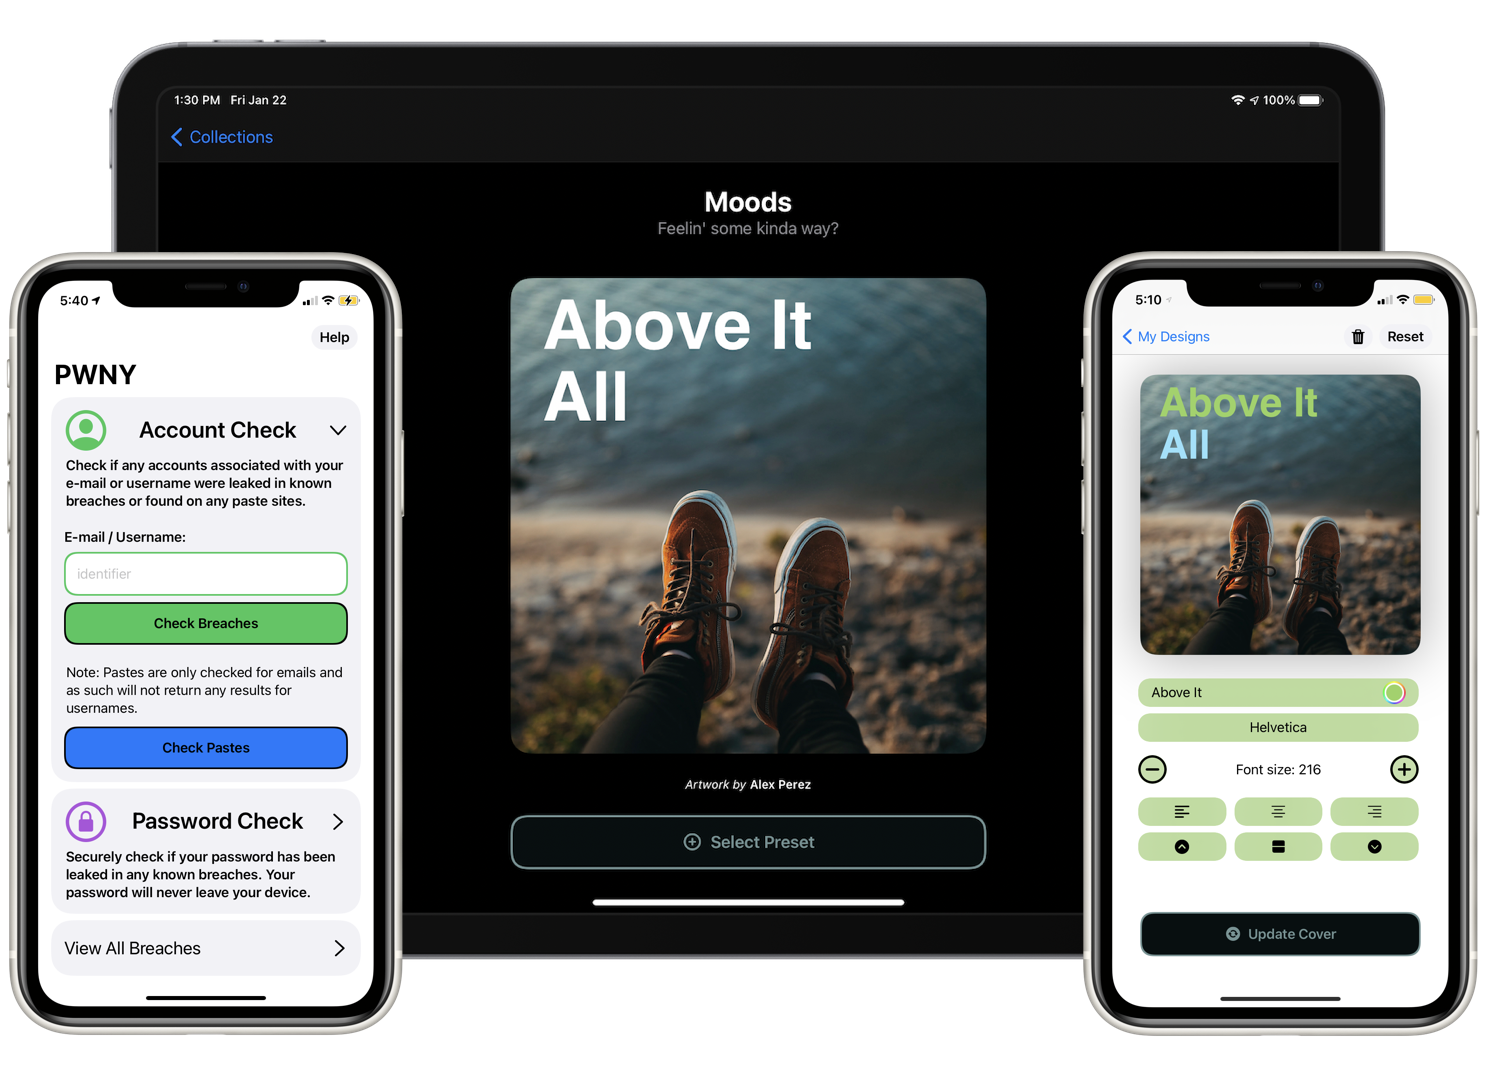 1:30 PM Fri Jan 22
100%
Collections
Moods
Feelin' some kinda way?
Above It
All
Artwork by Alex Perez
Select Preset
5:40
Help
PWNY
Account Check
Check if any accounts associated with your
e-mail or username were leaked in known
breaches or found on any paste sites.
E-mail / Username:
identifier
Check Breaches
Note: Pastes are only checked for emails and
as such will not return any results for
usernames.
Check Pastes
Password Check
Securely check if your password has been
leaked in any known breaches. Your
password will never leave your device.
View All Breaches
5:10
My Designs
Reset
Above It
All
Above It
Helvetica
Font size: 216
Update Cover